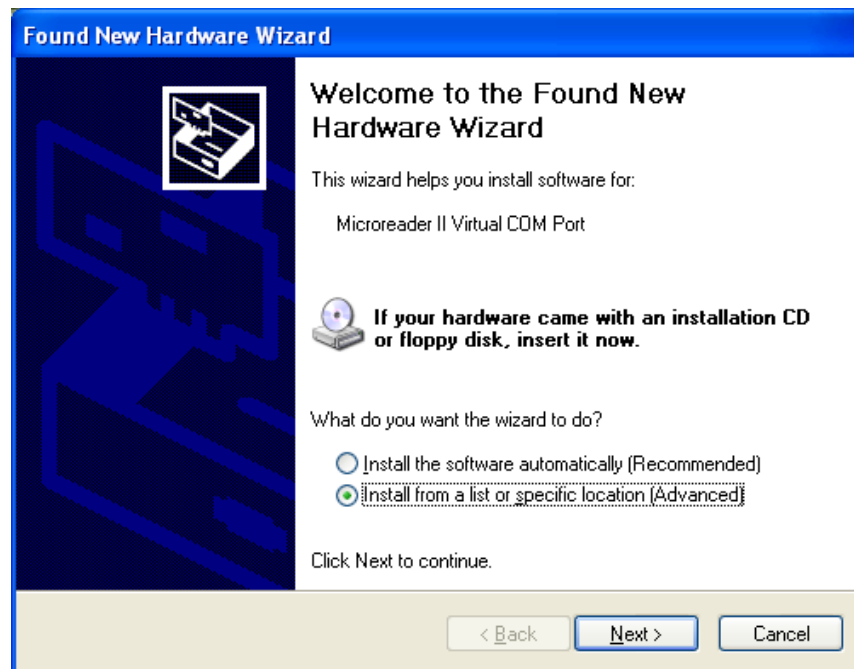 Found New Hardware Wizard
Welcome to the Found New
Hardware Wizard
This wizard helps you install software for:
Microreader II Virtual COM Port
If your hardware came with an installation CD
or floppy disk, insert it now.
What do you want the wizard to do?
Install the software automatically (Recommended)
Install from a list or specific location (Advanced)
Click Next to continue.
< Back Next > Cancel